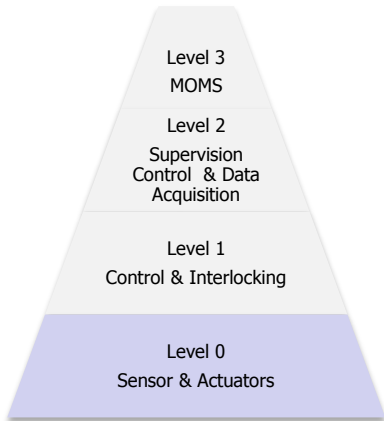 Level 3
MOMS
Level 2
Supervision
Control & Data
Acquisition
Level 1
Control & Interlocking
Level 0
Sensor & Actuators